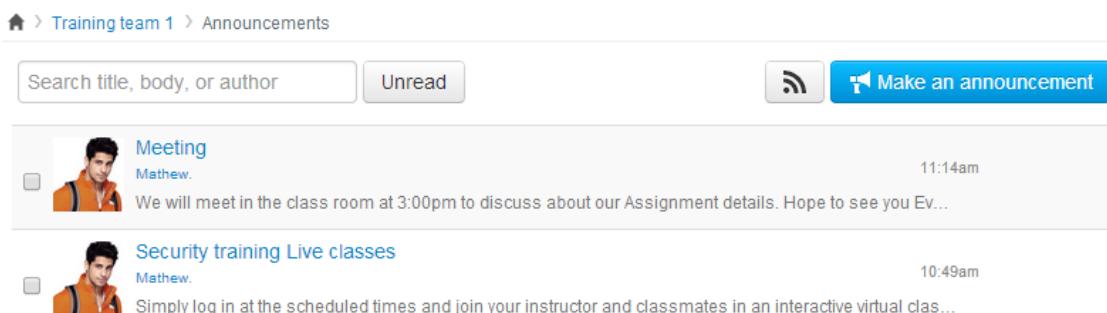 Training team 1 > Announcements
Search title, body, or author Unread Make an announcement
Meeting
Mathew.
11:14am
We will meet in the class room at 3:00pm to discuss about our Assignment details. Hope to see you Ev...
Security training Live classes
Mathew.
10:49am
Simply log in at the scheduled times and join your instructor and classmates in an interactive virtual clas...